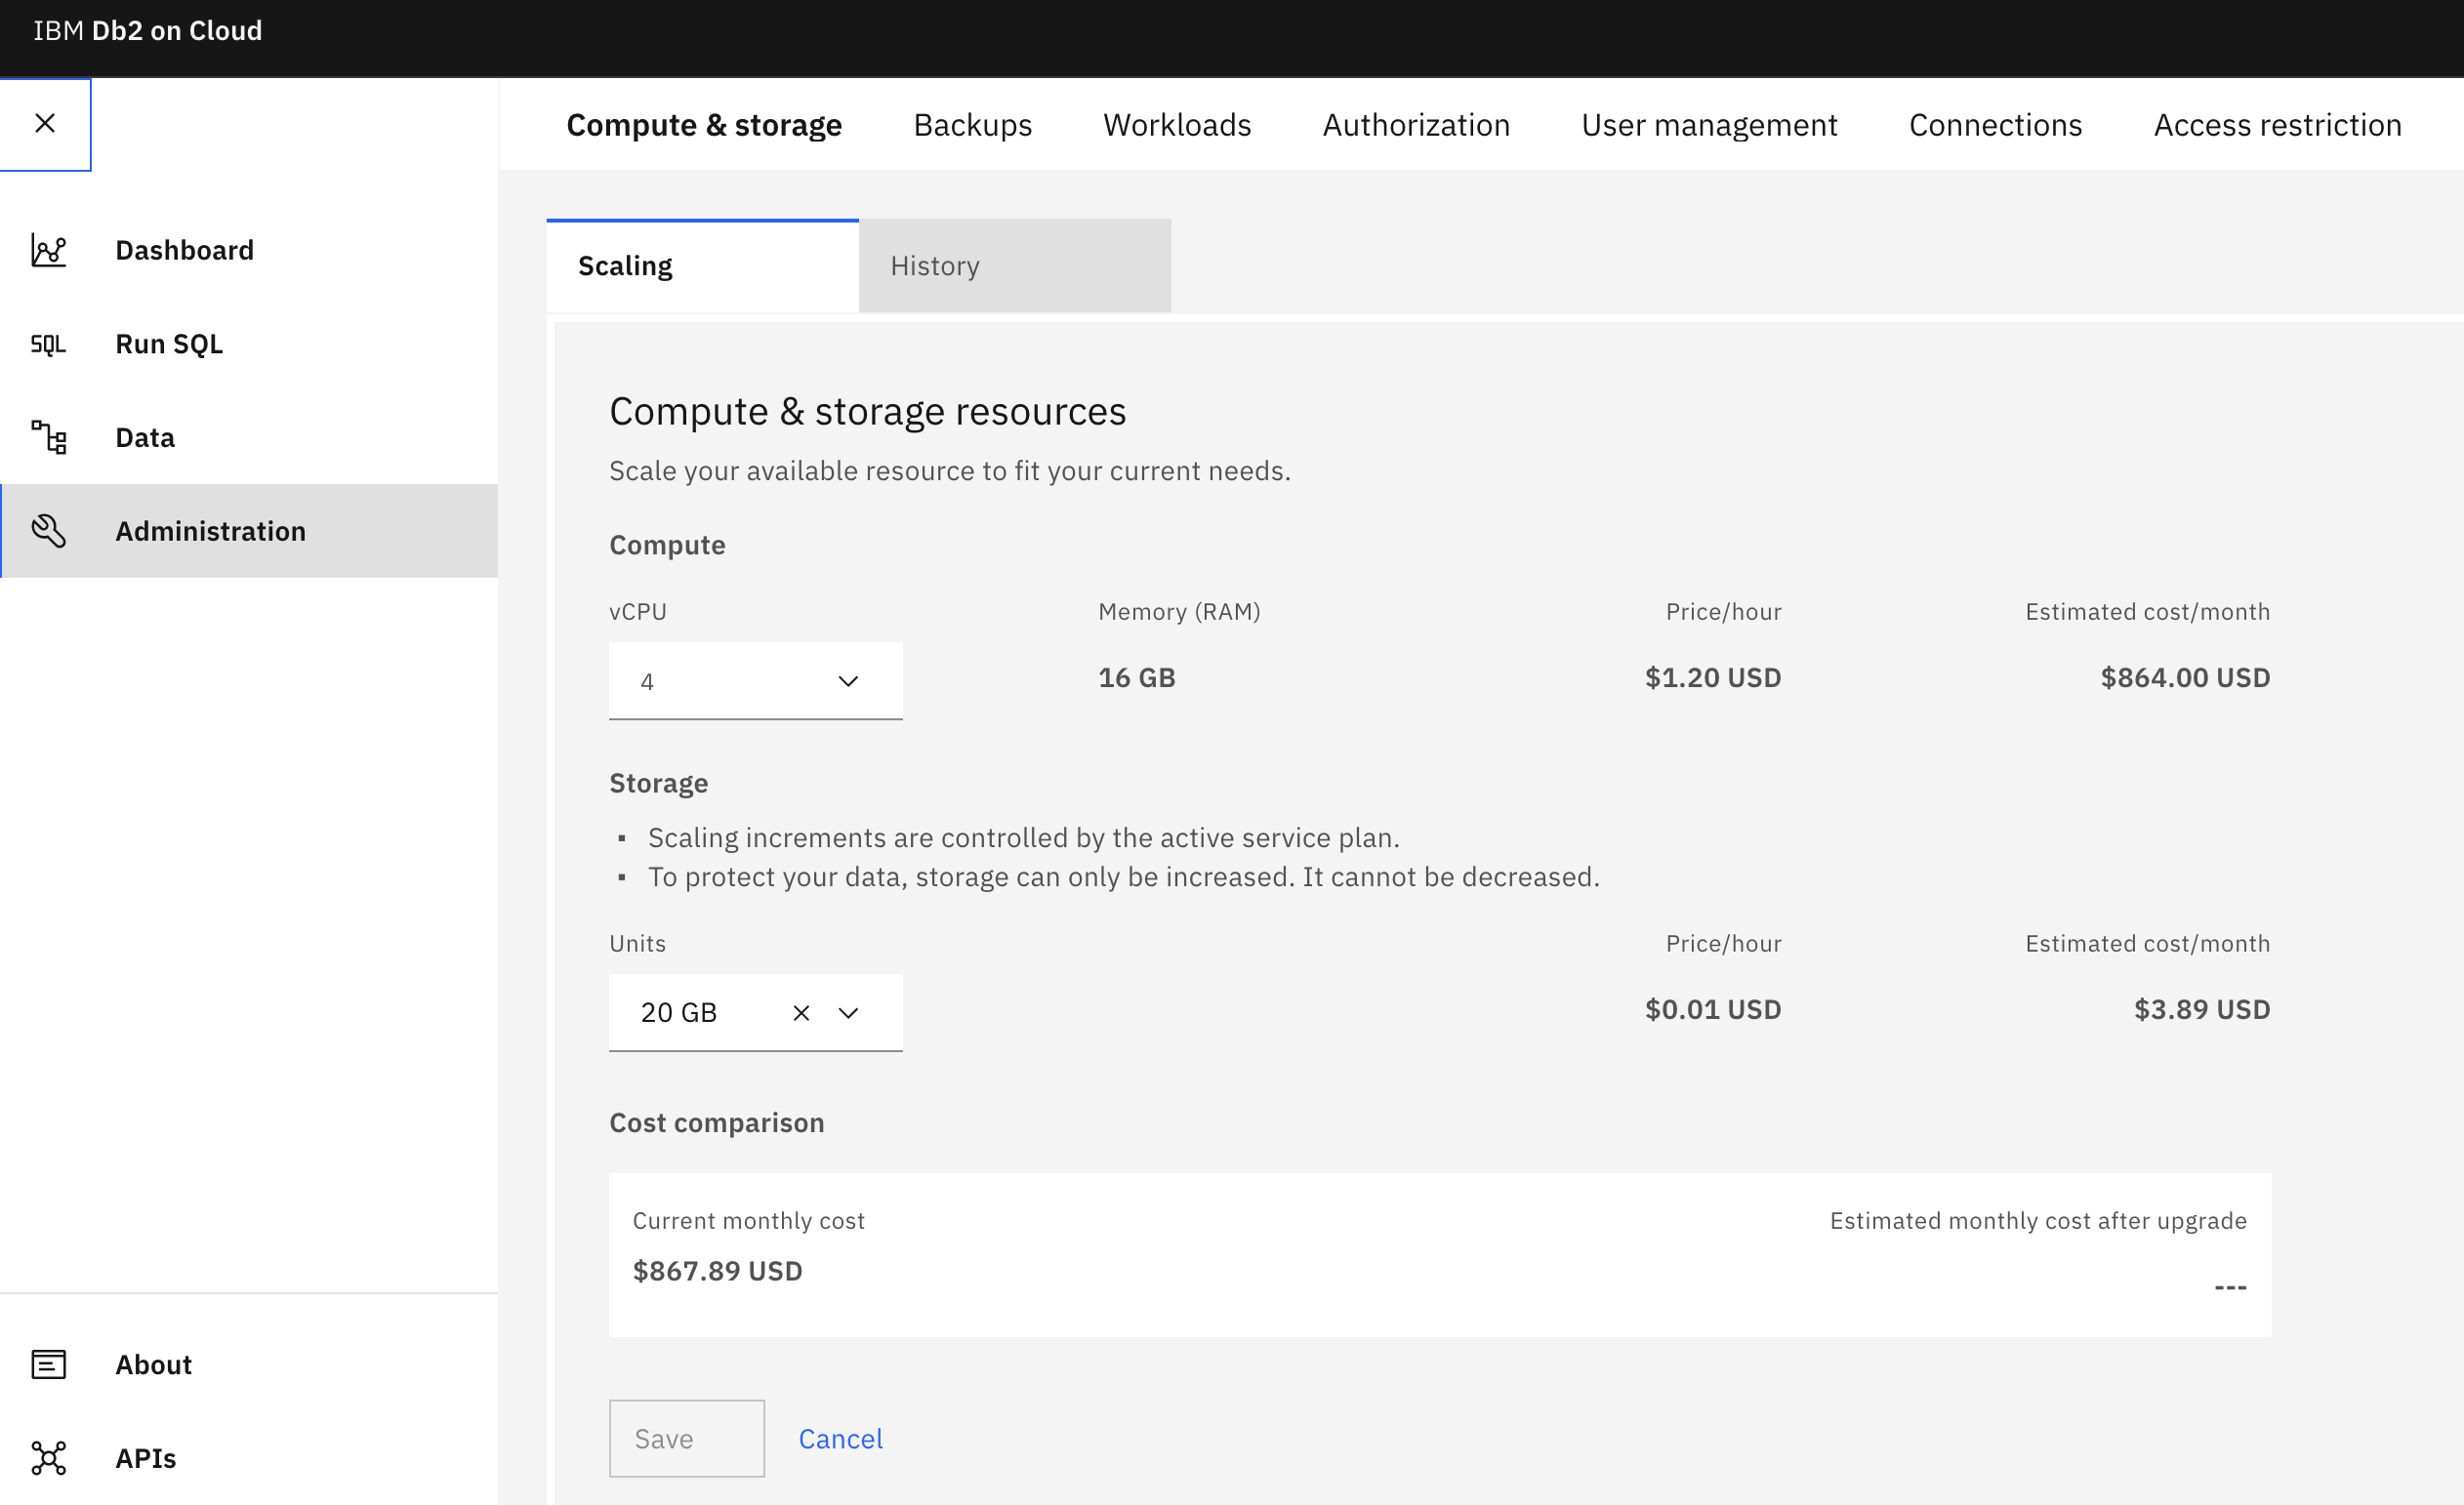 IBM Db2 on Cloud
Compute & storage
Backups
Workloads
Authorization
User management
Connections
Access restriction
Dashboard
SQL Run SQL
Data
Administration
About
APIs
Scaling
History
Compute & storage resources
Scale your available resource to fit your current needs.
Compute
vCPU
Memory (RAM)
Price/hour
Estimated cost/month
4
16 GB
$1.20 USD
$864.00 USD
Storage
▪ Scaling increments are controlled by the active service plan.
▪ To protect your data, storage can only be increased. It cannot be decreased.
Units
Price/hour
Estimated cost/month
20 GB
$0.01 USD
$3.89 USD
Cost comparison
Current monthly cost
Estimated monthly cost after upgrade
$867.89 USD
---
Save
Cancel